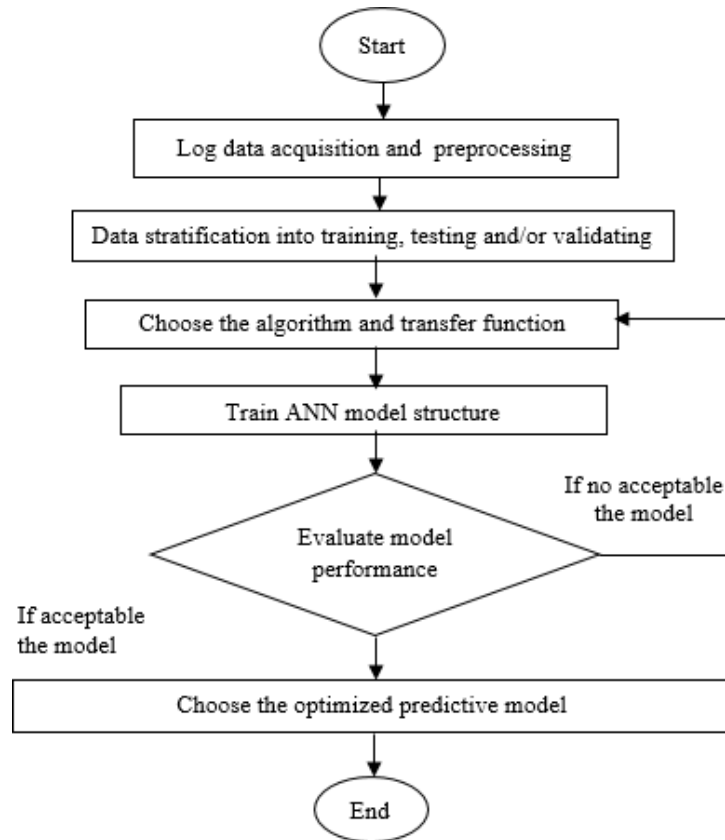 Start
Log data acquisition and preprocessing
Data stratification into training, testing and/or validating
Choose the algorithm and transfer function
Train ANN model structure
If no acceptable
the model
Evaluate model
performance
If acceptable
the model
Choose the optimized predictive model
End